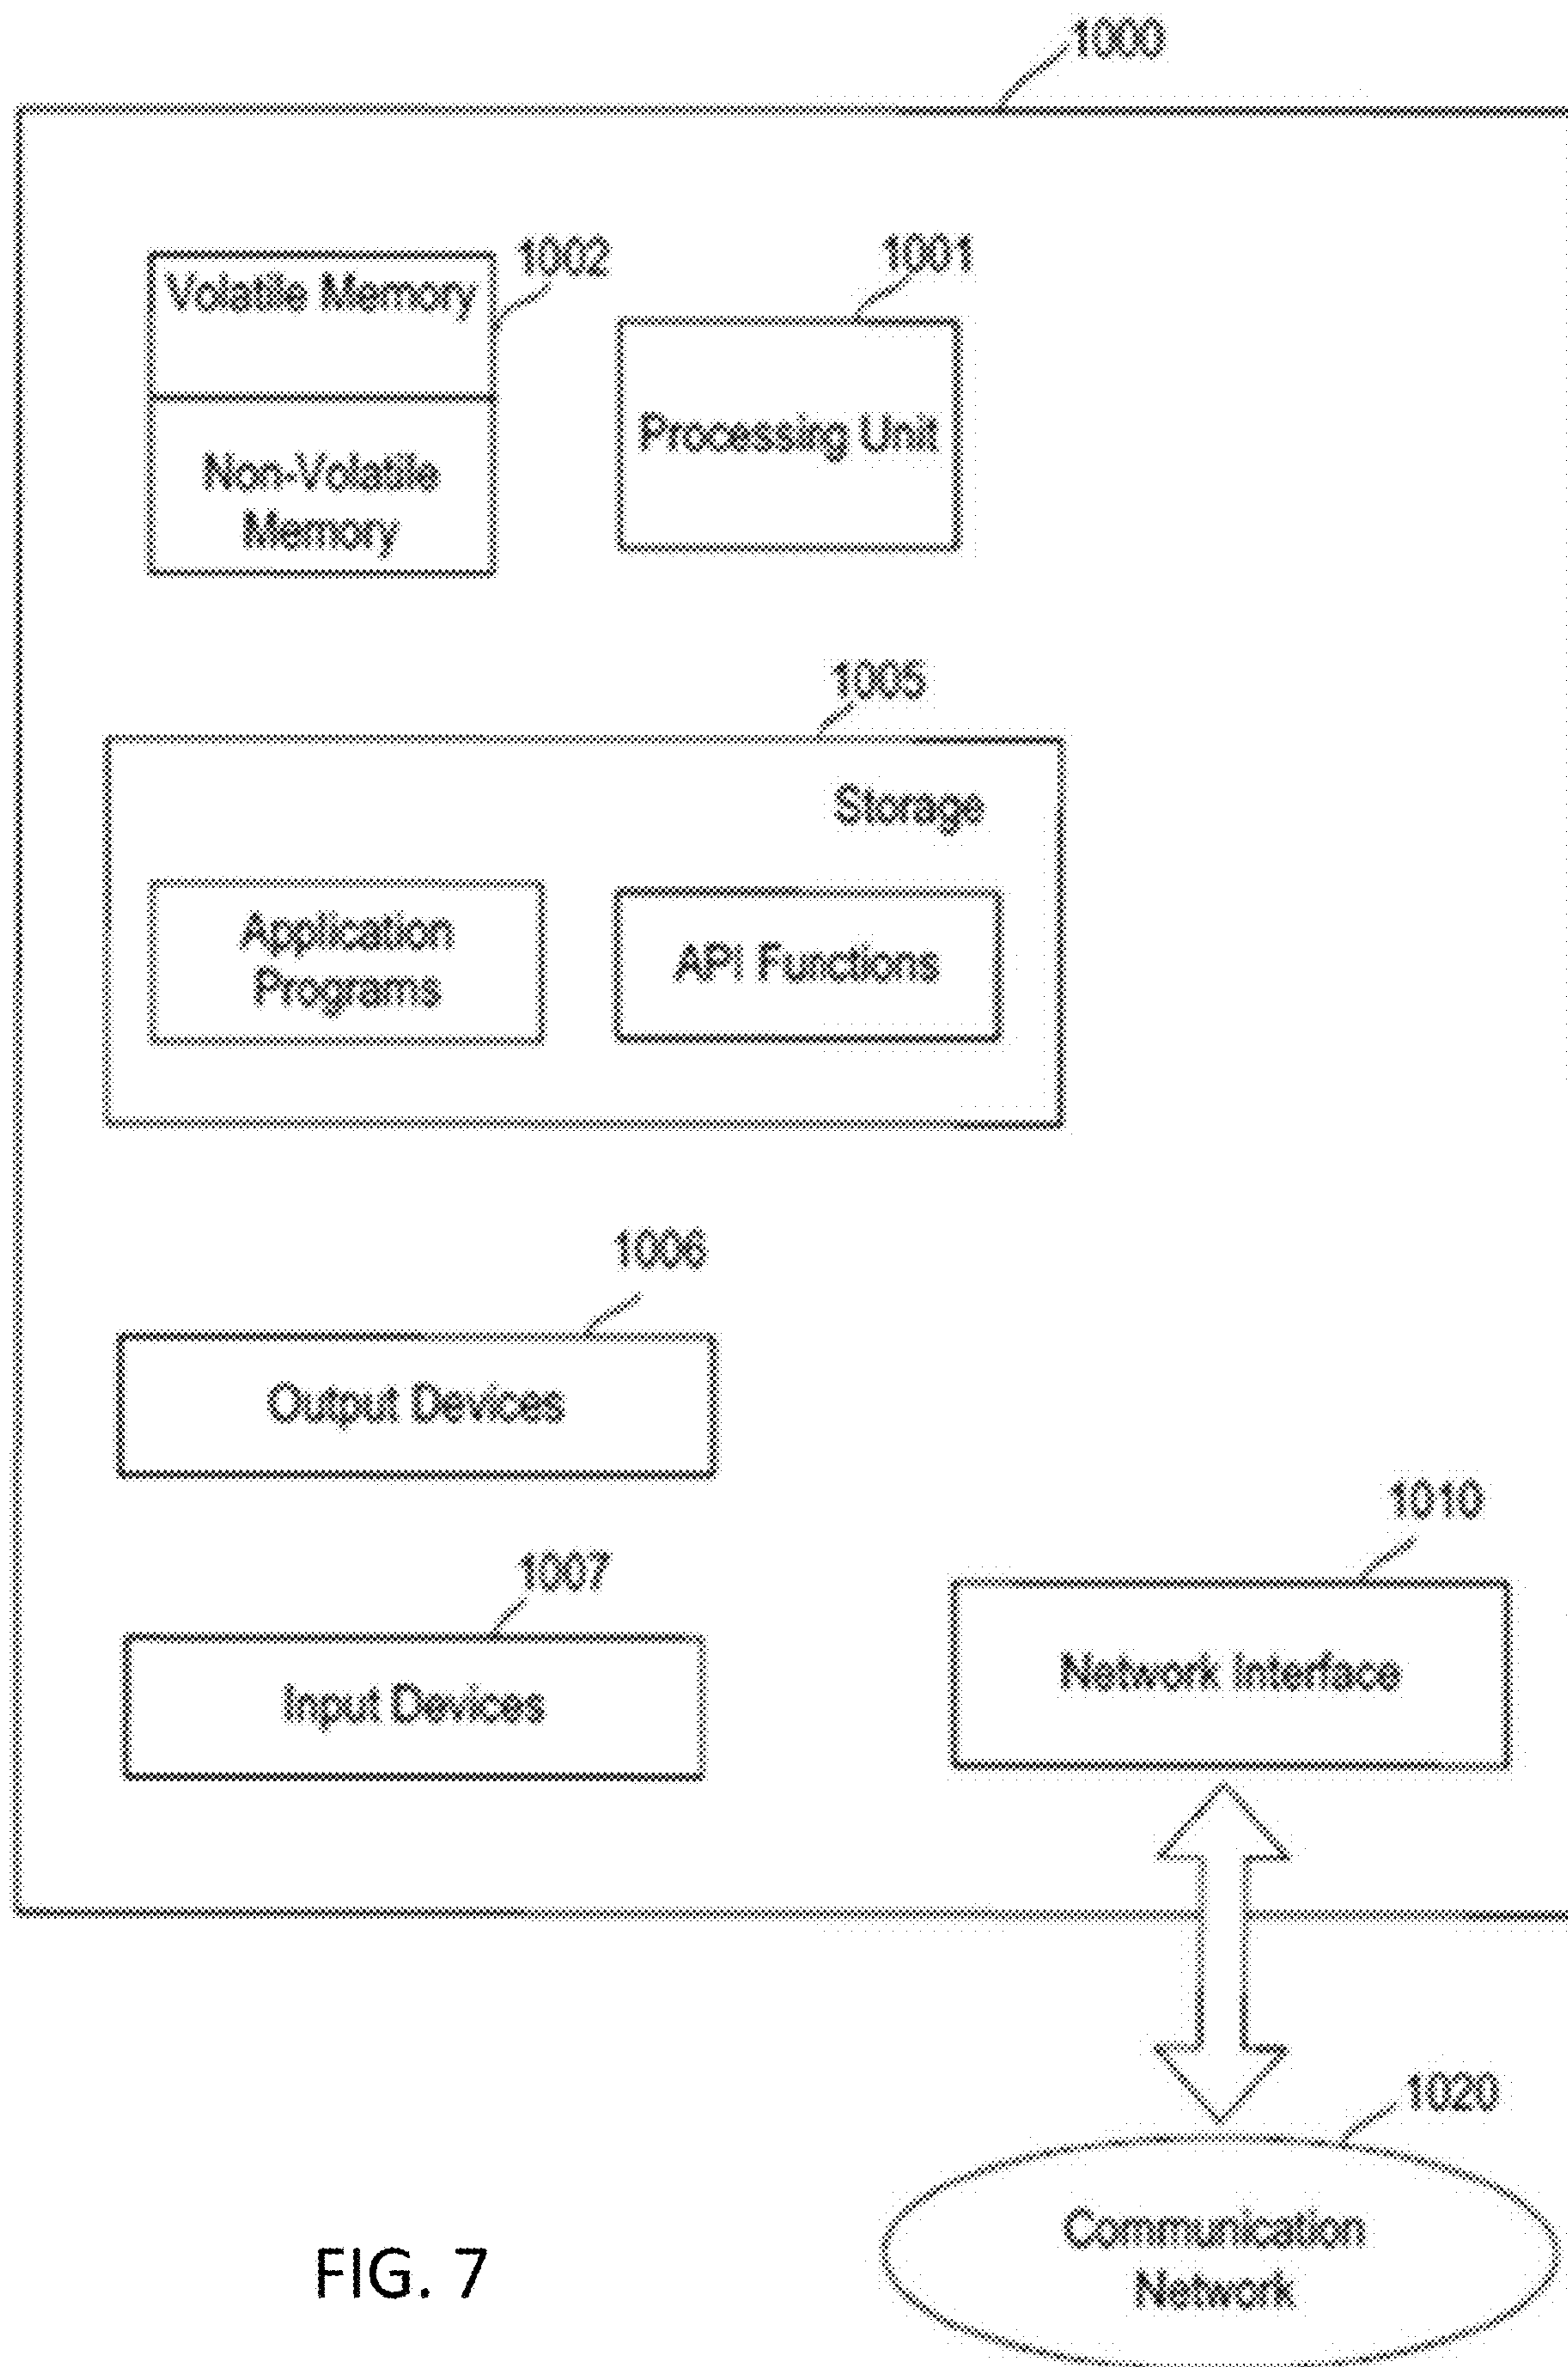 1000
1002
1001
Volatile Memory
Processing Unit
Non-Volatile
Memory
1005
Storage
Application
Programs
API Functions
1006
Output Devices
1010
1007
Network Interface
Input Devices
1020
Communication
Network
FIG. 7